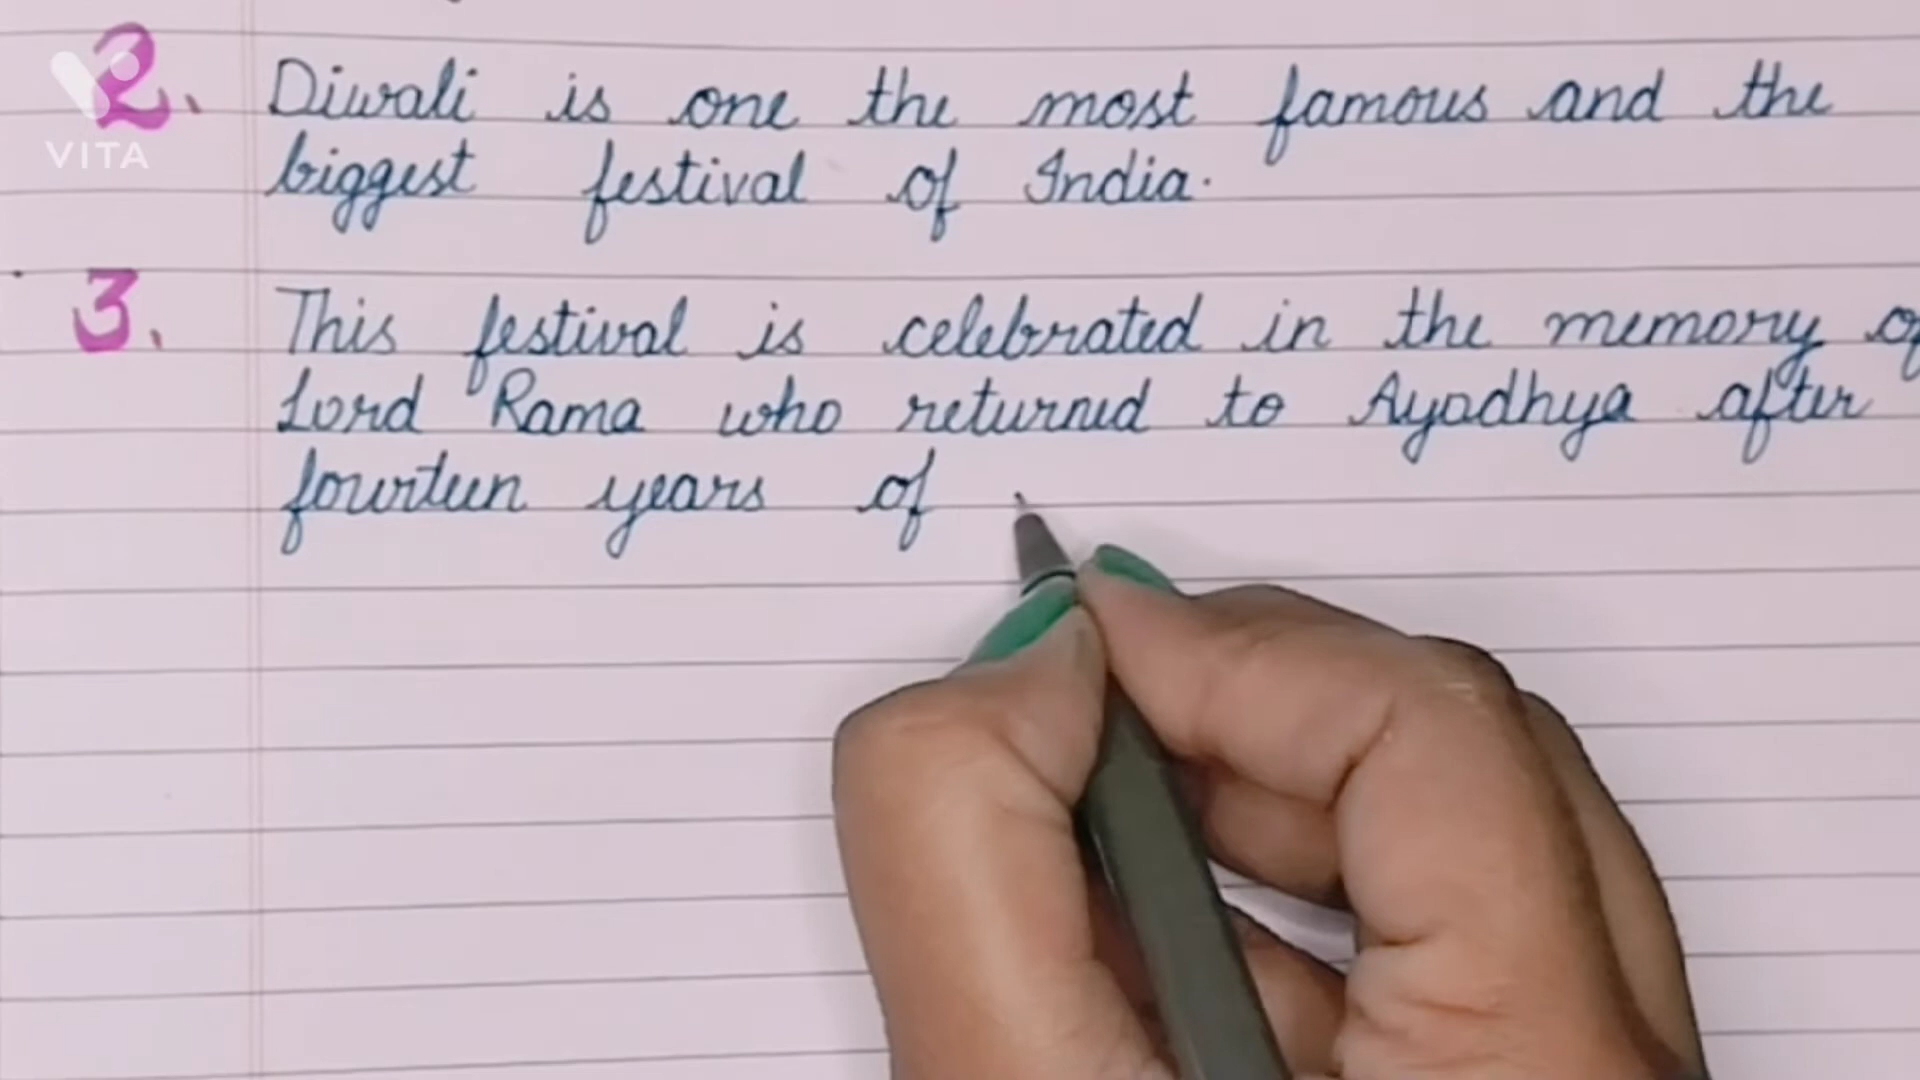 2. Diwali is one the most famous and the
biggest festival of India.
3. This festival is celebrated in the memory of
Lord Rama who returned to Ayodhya after
fourteen years of
VITA